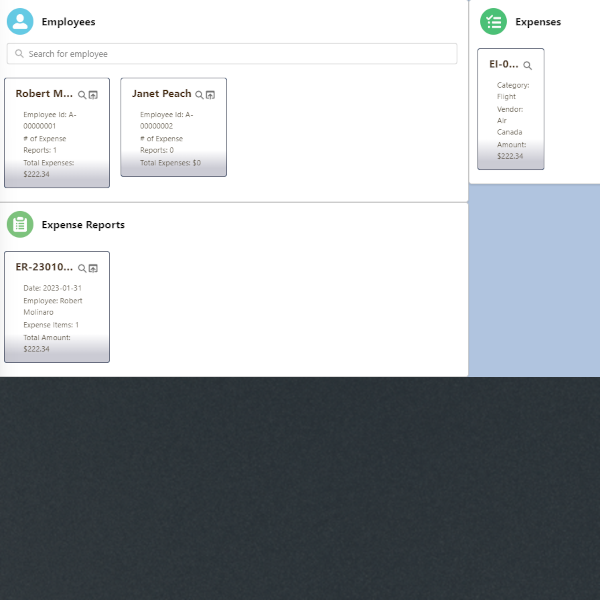 Employees
Search for employee
Robert M...
Employee Id: A-
00000001
# of Expense
Reports: 1
Total Expenses:
$222.34
Janet Peach
Employee Id: A-
00000002
# of Expense
Reports: 0
Total Expenses: $0
Expense Reports
ER-23010...
Date: 2023-01-31
Employee: Robert
Molinaro
Expense Items: 1
Total Amount:
$222.34
Expenses
EI-0...
Category:
Flight
Vendor:
Air
Canada
Amount:
$222.34